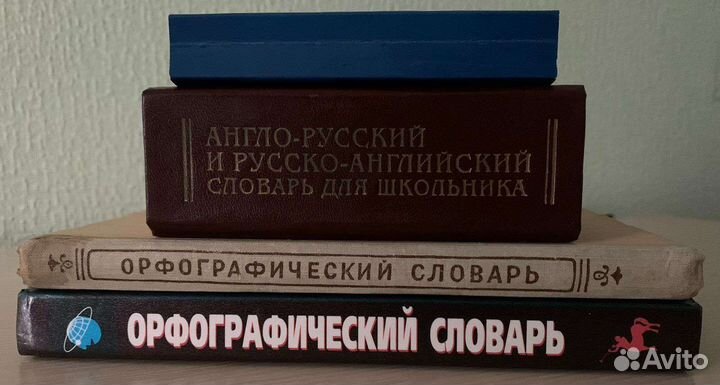 АНГЛО-РУССКИЙ
И РУССКО-АНГЛИЙСКИЙ
СЛОВАРЬ ДЛЯ ШКОЛЬНИКА
ОРФОГРАФИЧЕСКИЙ СЛОВАРЬ
ОРФОГРАФИЧЕСКИЙ СЛОВАРЬ
Avito